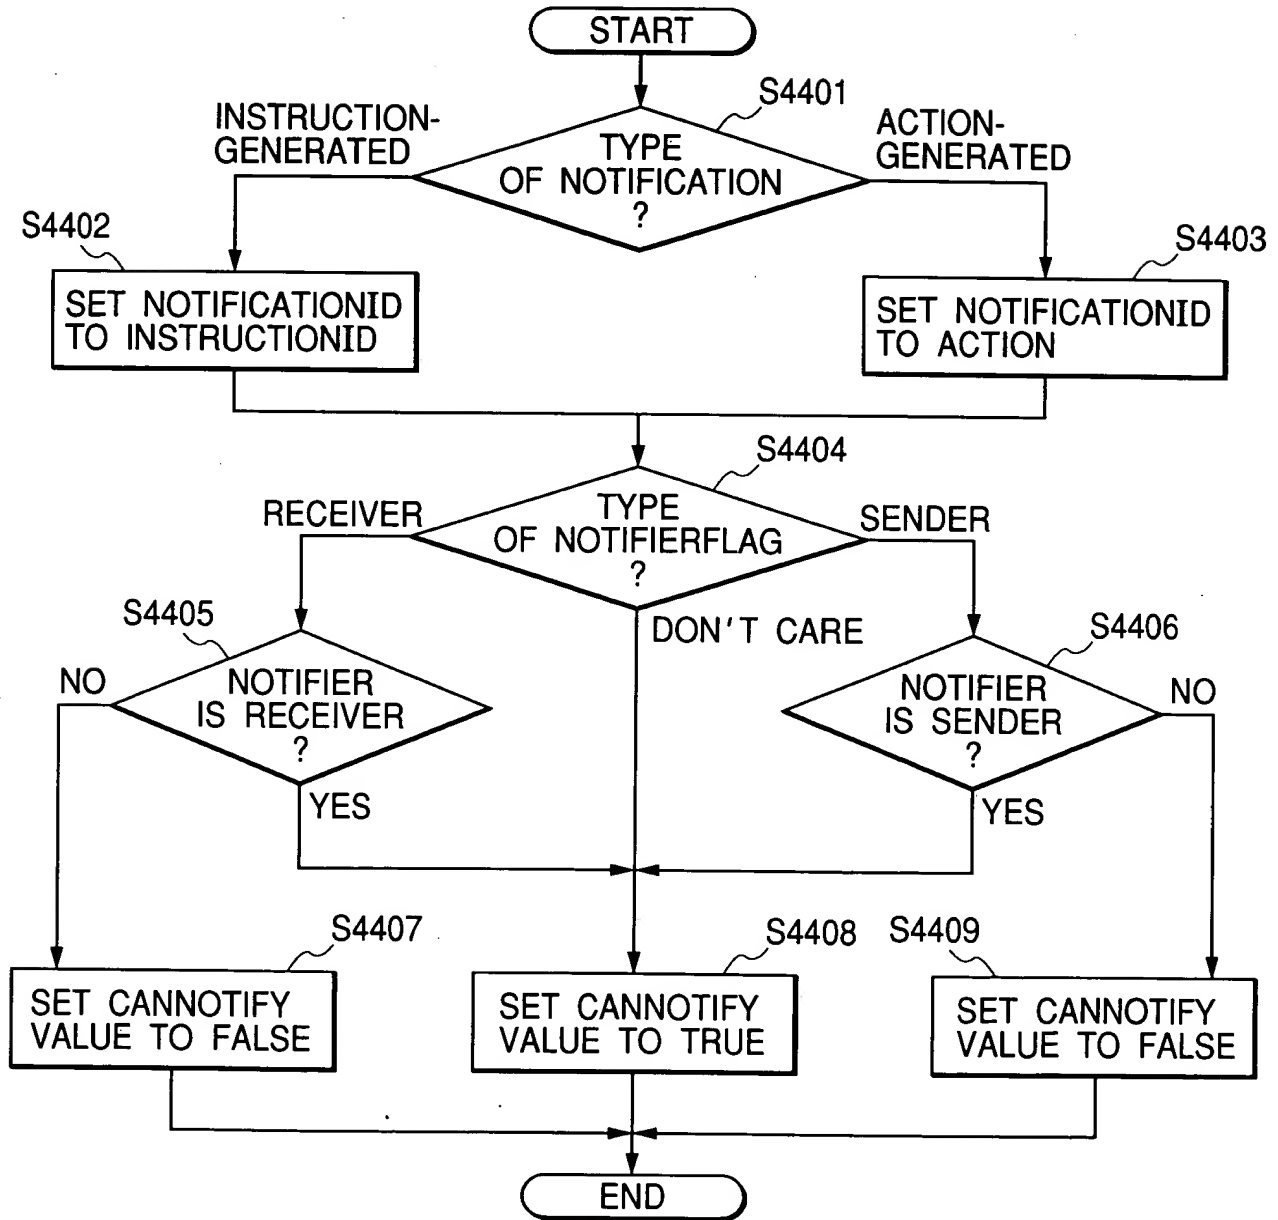 START
S4401
INSTRUCTION-
GENERATED
ACTION-
GENERATED
TYPE
OF NOTIFICATION
?
S4402
S4403
SET NOTIFICATIONID
TO INSTRUCTIONID
SET NOTIFICATIONID
TO ACTION
S4404
RECEIVER
TYPE
OF NOTIFIERFLAG
?
SENDER
DON'T CARE
S4405
S4406
NO
NOTIFIER
IS RECEIVER
?
YES
NOTIFIER
IS SENDER
?
NO
YES
S4407
S4408
S4409
SET CANNOTIFY
VALUE TO FALSE
SET CANNOTIFY
VALUE TO TRUE
SET CANNOTIFY
VALUE TO FALSE
END